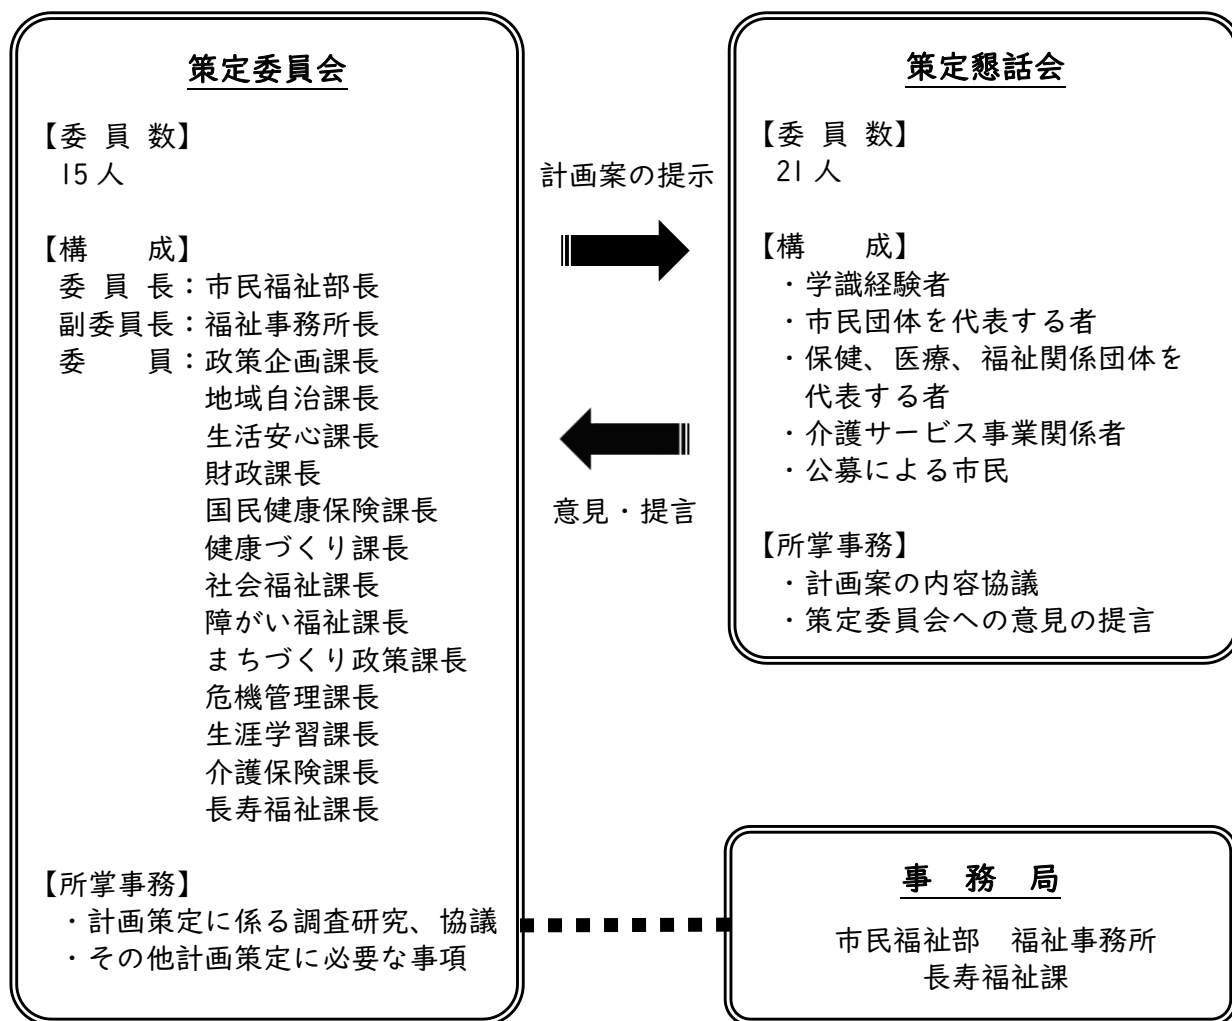 策定委員会
【委 員 数】
15人
【構　　成】
委 員 長：市民福祉部長
副委員長：福祉事務所長
委　　員：政策企画課長
地域自治課長
生活安心課長
財政課長
国民健康保険課長
健康づくり課長
社会福祉課長
障がい福祉課長
まちづくり政策課長
危機管理課長
生涯学習課長
介護保険課長
長寿福祉課長
【所掌事務】
・計画策定に係る調査研究、協議
・その他計画策定に必要な事項
計画案の提示
意見・提言
策定懇話会
【委 員 数】
21人
【構　　成】
・学識経験者
・市民団体を代表する者
・保健、医療、福祉関係団体を
代表する者
・介護サービス事業関係者
・公募による市民
【所掌事務】
・計画案の内容協議
・策定委員会への意見の提言
事　務　局
市民福祉部　福祉事務所
長寿福祉課